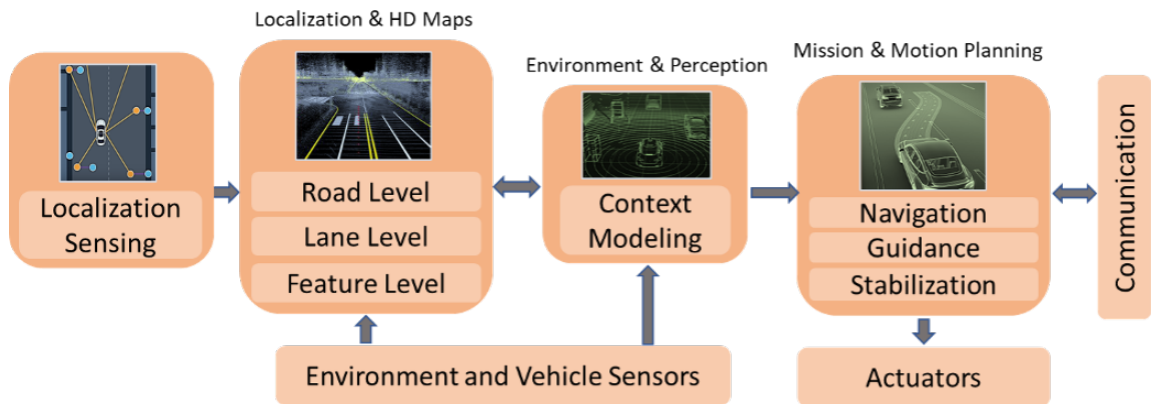 Localization & HD Maps
Environment & Perception
Mission & Motion Planning
Localization
Sensing
Road Level
Lane Level
Feature Level
Context
Modeling
Navigation
Guidance
Stabilization
Communication
Environment and Vehicle Sensors
Actuators